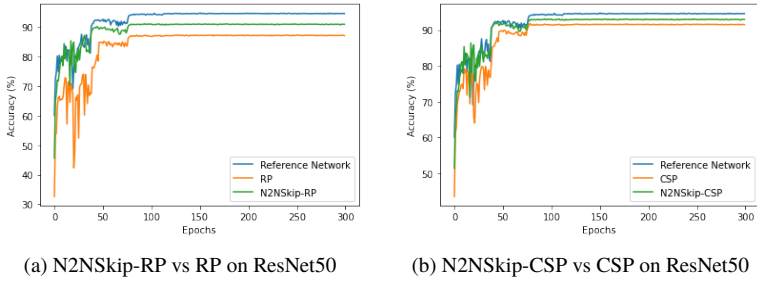 90
80
70
60
50
40
30
Accuracy (%)
0 50 100 150 200 250 300
Epochs
Reference Network
RP
N2NSkip-RP
90
80
70
60
50
Accuracy (%)
0 50 100 150 200 250 300
Epochs
Reference Network
CSP
N2NSkip-CSP
(a) N2NSkip-RP vs RP on ResNet50
(b) N2NSkip-CSP vs CSP on ResNet50